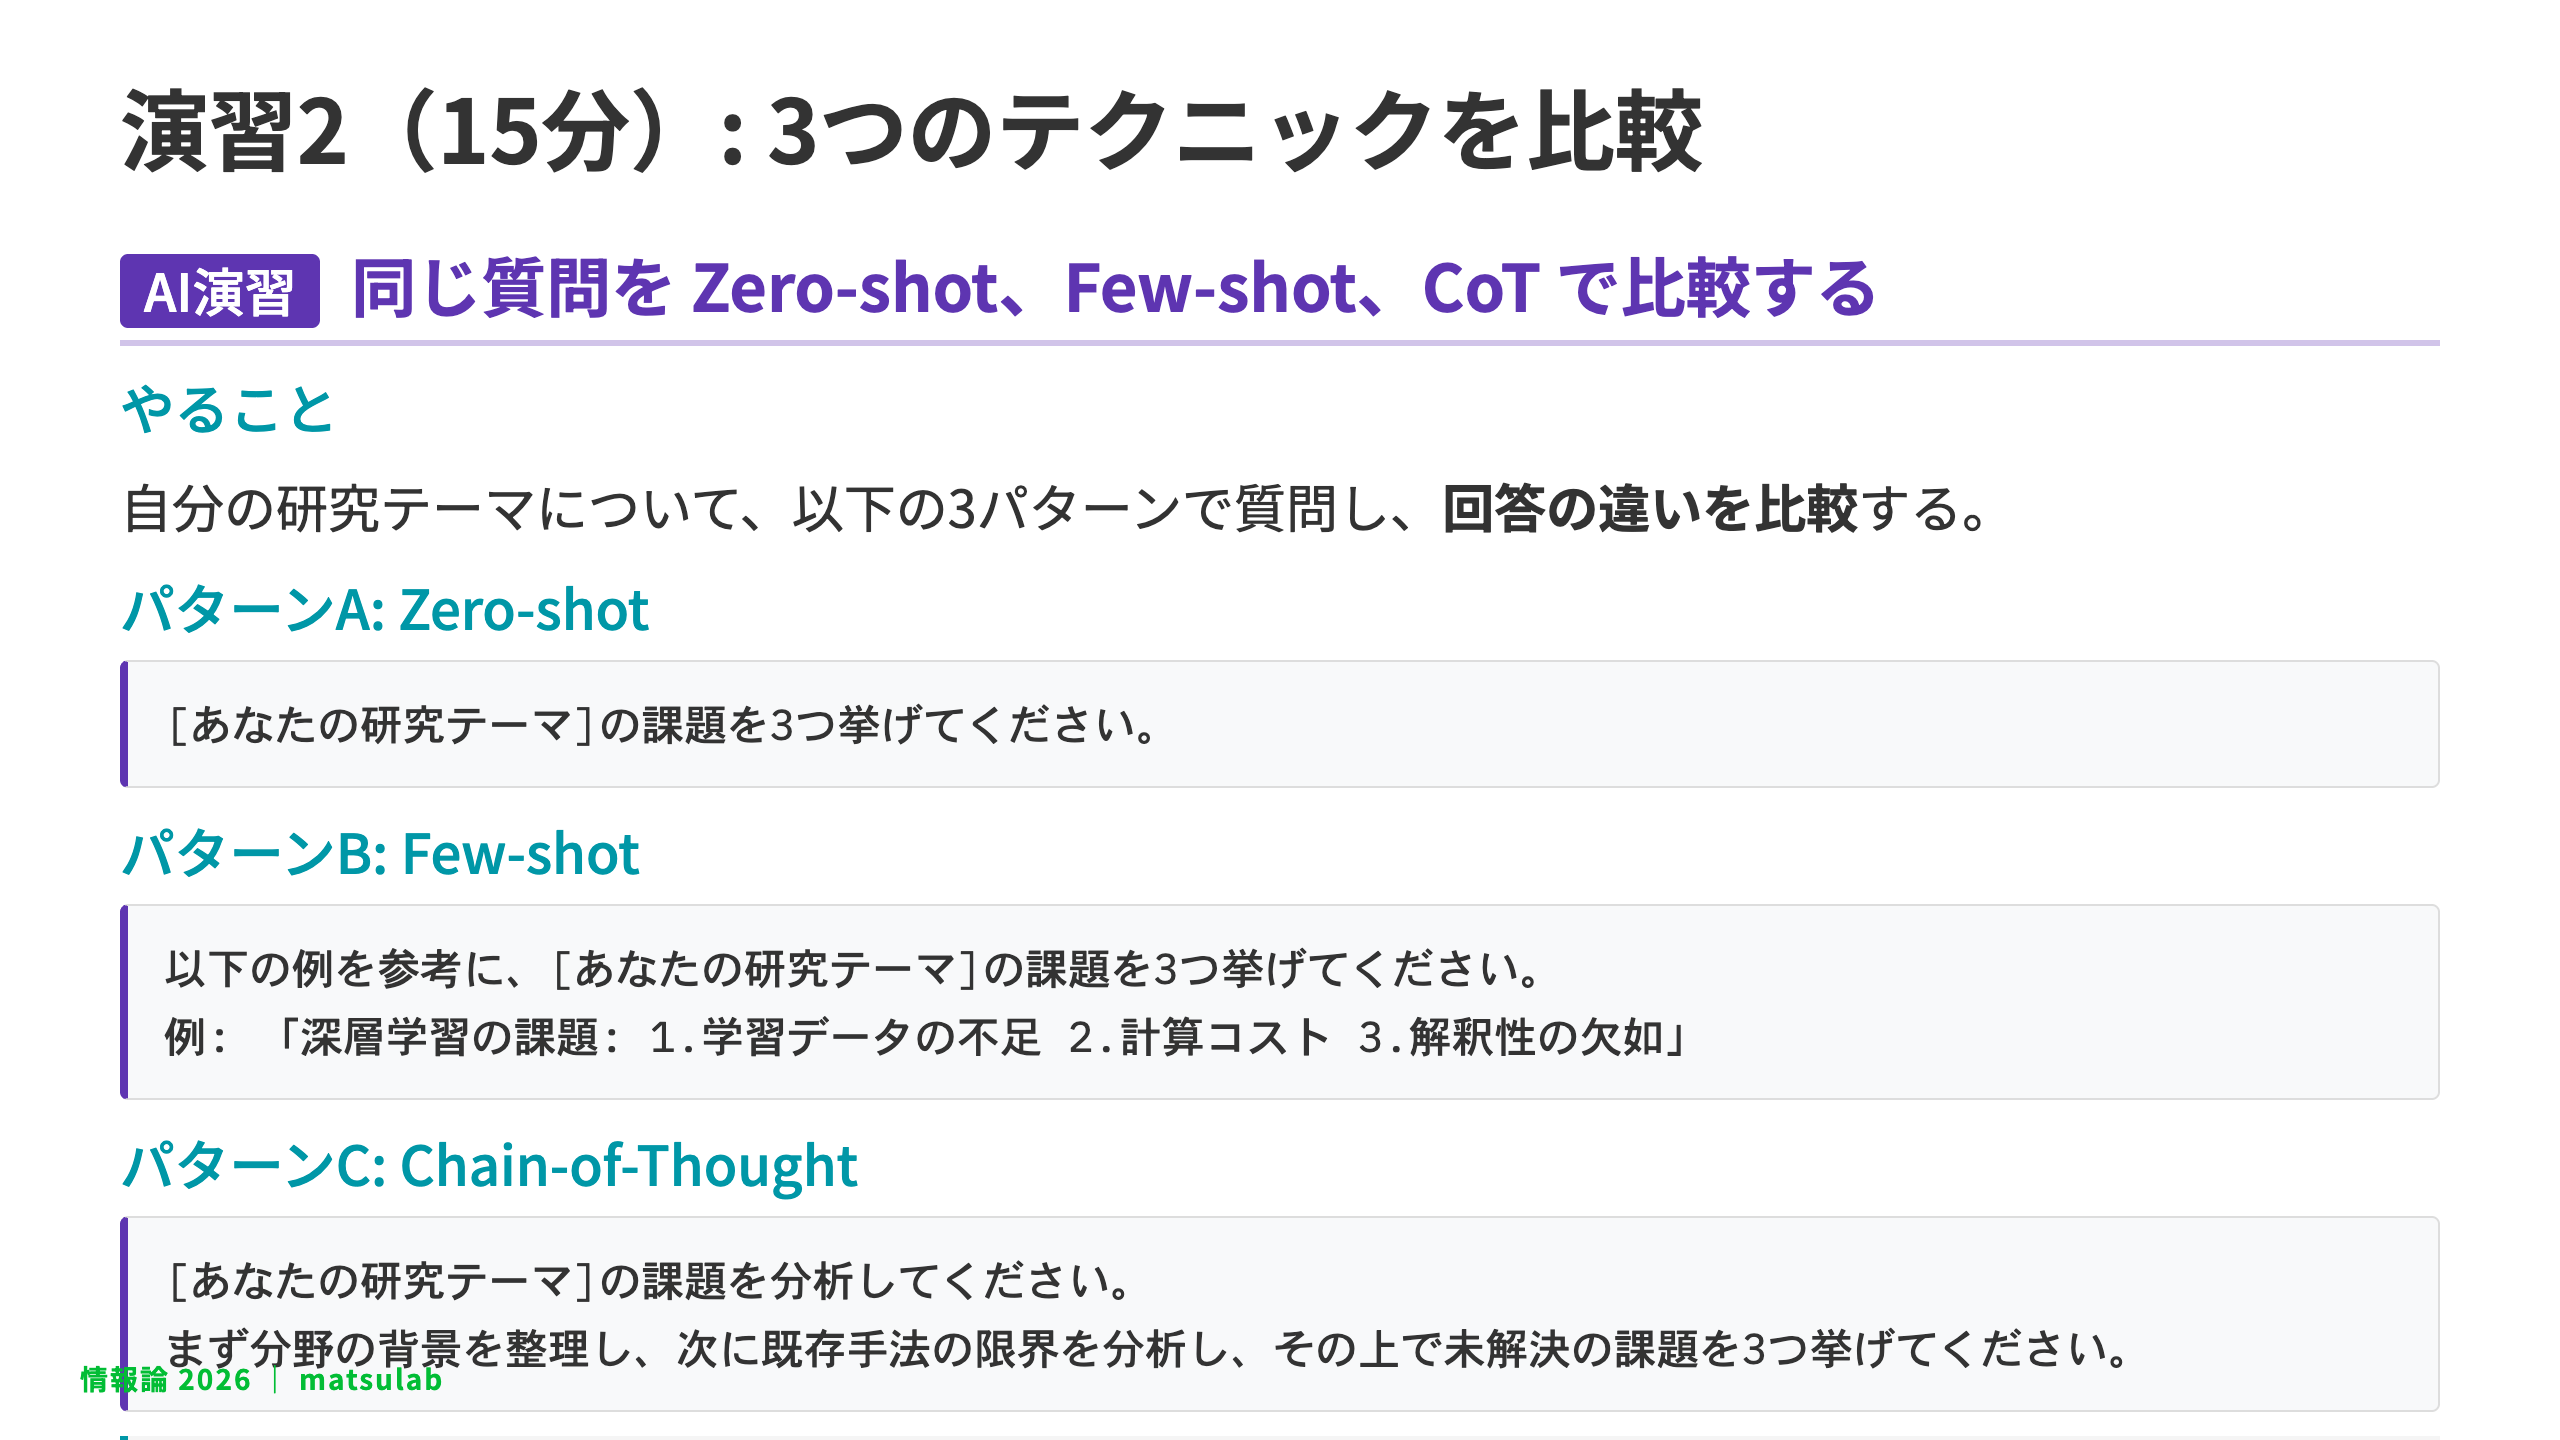 演習2（15分）: 3つのテクニックを比較
AI演習 同じ質問を Zero-shot、Few-shot、CoT で比較する
やること
自分の研究テーマについて、以下の3パターンで質問し、回答の違いを比較する。
パターンA: Zero-shot
[あなたの研究テーマ]の課題を3つ挙げてください。
パターンB: Few-shot
以下の例を参考に、[あなたの研究テーマ]の課題を3つ挙げてください。
例: 「深層学習の課題: 1.学習データの不足 2.計算コスト 3.解釈性の欠如」
パターンC: Chain-of-Thought
[あなたの研究テーマ]の課題を分析してください。
まず分野の背景を整理し、次に既存手法の限界を分析し、その上で未解決の課題を3つ挙げてください。
情報論 2026 | matsulab